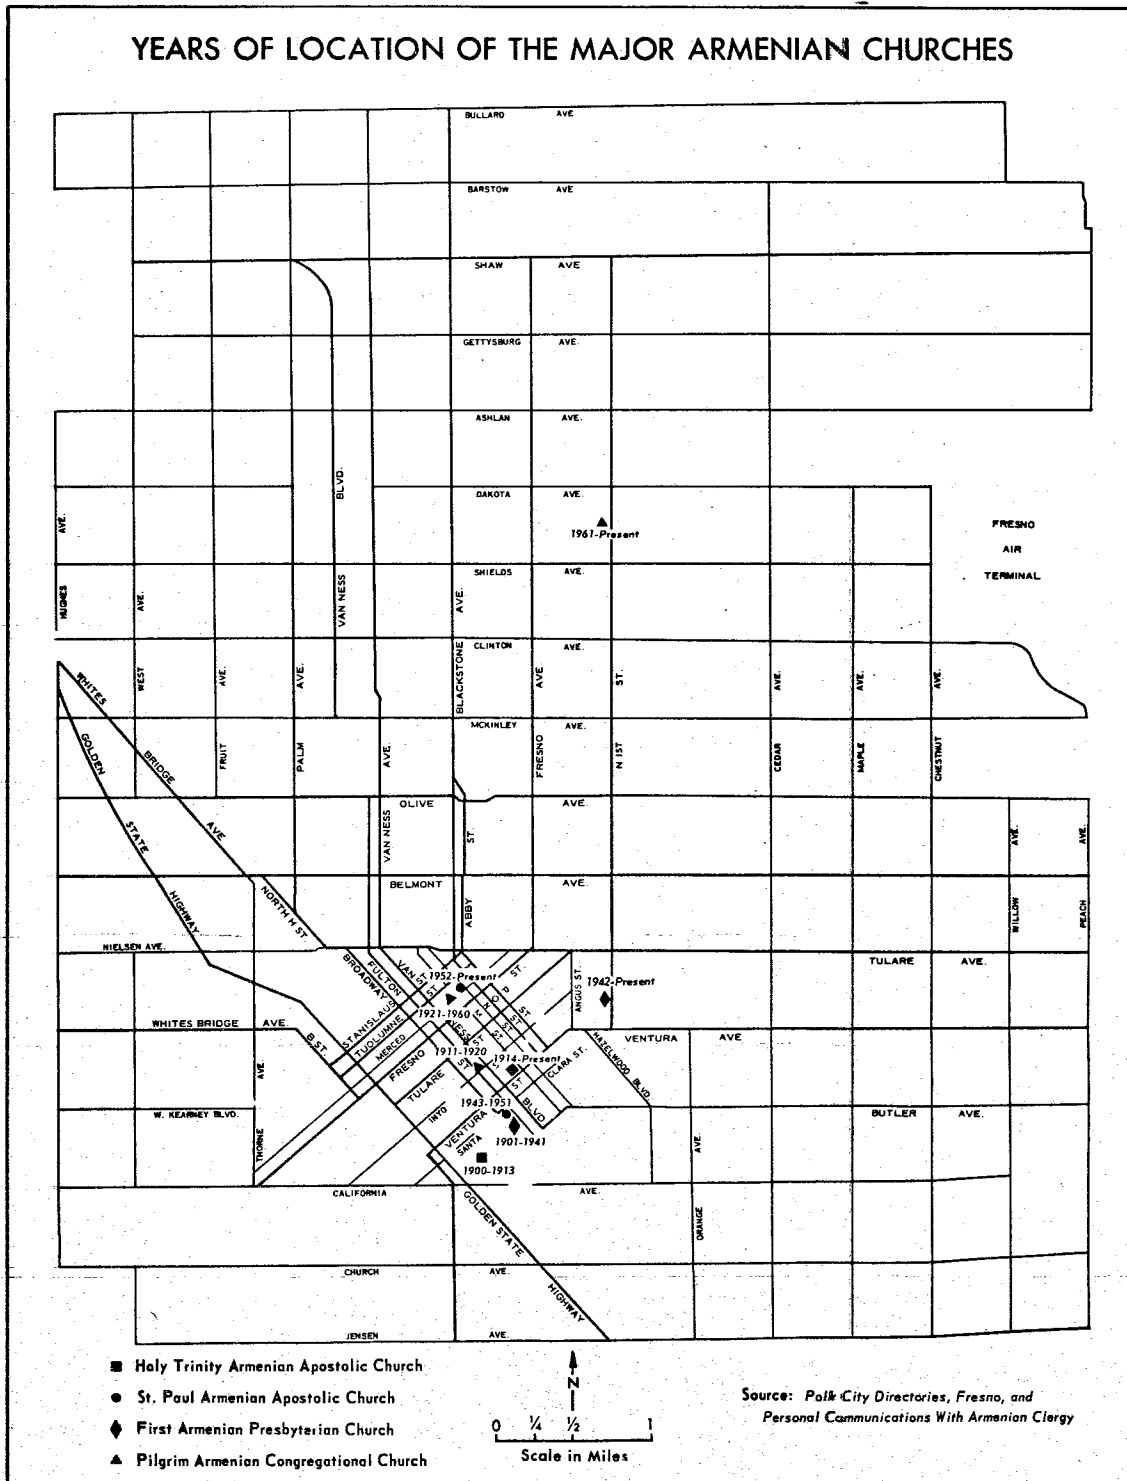 YEARS OF LOCATION OF THE MAJOR ARMENIAN CHURCHES
BULLARD AVE
BARSTOW AVE
SHAW AVE
GETTYSBURG AVE.
ASHLAN AVE.
BLVD.
DAKOTA AVE.
1961-Present
FRESNO
AIR
TERMINAL
HUGHES AVE.
SHIELDS AVE.
WEST AVE.
VAN NESS
CLINTON AVE.
FRUIT AVE.
PALM AVE.
BLACKSTONE AVE.
FRESNO AVE
N 1ST ST.
CEDAR AVE.
MAPLE AVE.
CHESTNUT AVE.
WHITES BRIDGE AVE
MCKINLEY AVE.
GOLDEN STATE HIGHWAY
VAN NESS AVE.
OLIVE AVE.
ABBY ST.
WILLOW AVE.
PEACH AVE.
BELMONT AVE.
NORTH H ST.
NIELSEN AVE.
TULARE AVE.
BROADWAY
FULTON
VAN
1952-Present
ANGUS ST.
1942-Present
1921-1960
M
N
O
P
ST
STANISLAUS ST
TUOLUMNE
MERCED
FRESNO
TULARE
INYO
VENTURA
SANTA
WHITES BRIDGE AVE.
B ST.
VENTURA AVE
HAZELWOOD BLVD.
CLARA ST.
1911-1920
1914-Present
THORNE AVE.
W. KEARNEY BLVD.
1943-1951
BLVD
1901-1941
BUTLER AVE.
1900-1913
CALIFORNIA AVE.
ORANGE AVE.
GOLDEN STATE HIGHWAY
CHURCH AVE.
JENSEN AVE.
Holy Trinity Armenian Apostolic Church
St. Paul Armenian Apostolic Church
First Armenian Presbyterian Church
Pilgrim Armenian Congregational Church
N
0 ¼ ½ 1
Scale in Miles
Source: Polk City Directories, Fresno, and
Personal Communications With Armenian Clergy